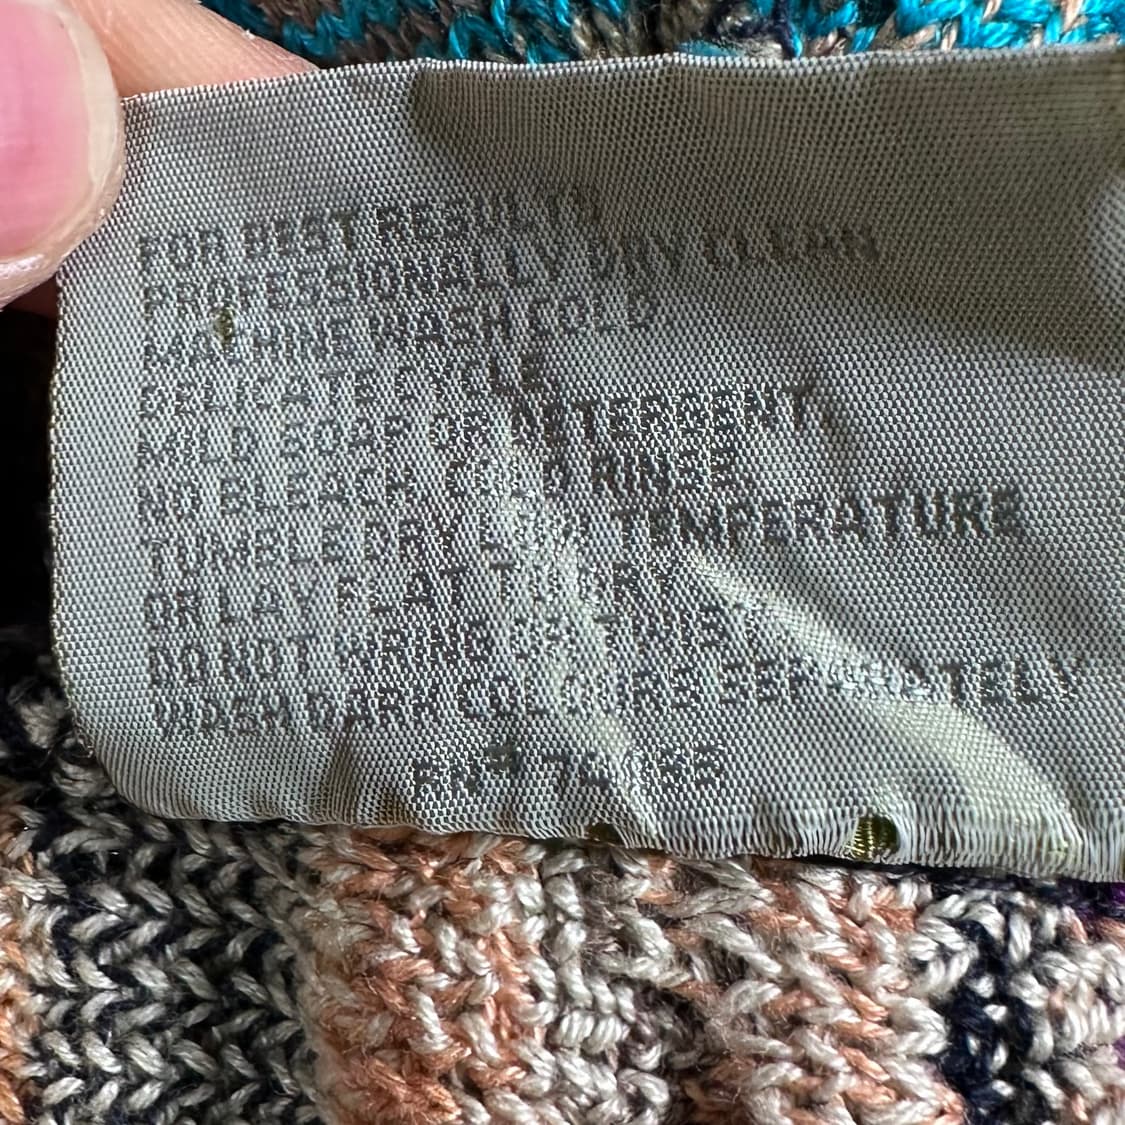 FOR BEST RESULTS
PROFESSIONALLY DRY CLEAN
MACHINE WASH COLD
DELICATE CYCLE
MILD SOAP OR DETERGENT
NO BLEACH COLD RINSE
TUMBLE DRY LOW TEMPERATURE
OR LAY FLAT TO DRY
DO NOT WRING OR TWIST
WASH DARK COLOURS SEPARATELY